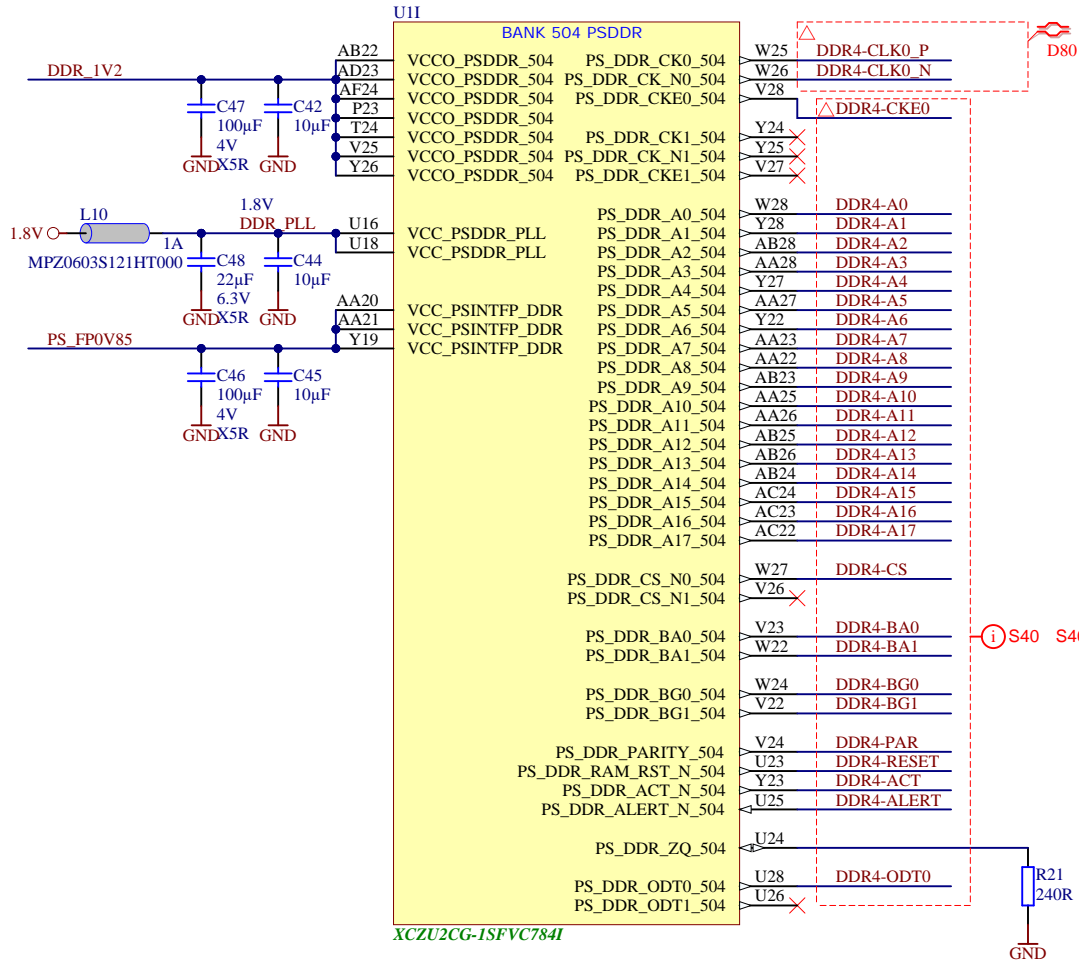 U1I
BANK 504 PSDDR
DDR_1V2
AB22 VCCO_PSDDR_504
AD23 VCCO_PSDDR_504
AF24 VCCO_PSDDR_504
P23 VCCO_PSDDR_504
T24 VCCO_PSDDR_504
V25 VCCO_PSDDR_504
Y26 VCCO_PSDDR_504
C47
100µF
4V
X5R
GND
C42
10µF
GND
1.8V
L10
1A
MPZ0603S121HT000
1.8V
DDR_PLL
U16 VCC_PSDDR_PLL
U18 VCC_PSDDR_PLL
C48
22µF
6.3V
X5R
GND
C44
10µF
GND
PS_FP0V85
AA20 VCC_PSINTFP_DDR
AA21 VCC_PSINTFP_DDR
Y19 VCC_PSINTFP_DDR
C46
100µF
4V
X5R
GND
C45
10µF
GND
PS_DDR_CK0_504 W25 DDR4-CLK0_P
PS_DDR_CK_N0_504 W26 DDR4-CLK0_N
PS_DDR_CKE0_504 V28 DDR4-CKE0
D80
PS_DDR_CK1_504 Y24
PS_DDR_CK_N1_504 Y25
PS_DDR_CKE1_504 V27
PS_DDR_A0_504 W28 DDR4-A0
PS_DDR_A1_504 Y28 DDR4-A1
PS_DDR_A2_504 AB28 DDR4-A2
PS_DDR_A3_504 AA28 DDR4-A3
PS_DDR_A4_504 Y27 DDR4-A4
PS_DDR_A5_504 AA27 DDR4-A5
PS_DDR_A6_504 Y22 DDR4-A6
PS_DDR_A7_504 AA23 DDR4-A7
PS_DDR_A8_504 AA22 DDR4-A8
PS_DDR_A9_504 AB23 DDR4-A9
PS_DDR_A10_504 AA25 DDR4-A10
PS_DDR_A11_504 AA26 DDR4-A11
PS_DDR_A12_504 AB25 DDR4-A12
PS_DDR_A13_504 AB26 DDR4-A13
PS_DDR_A14_504 AB24 DDR4-A14
PS_DDR_A15_504 AC24 DDR4-A15
PS_DDR_A16_504 AC23 DDR4-A16
PS_DDR_A17_504 AC22 DDR4-A17
PS_DDR_CS_N0_504 W27 DDR4-CS
PS_DDR_CS_N1_504 V26
PS_DDR_BA0_504 V23 DDR4-BA0
PS_DDR_BA1_504 W22 DDR4-BA1
i S40
PS_DDR_BG0_504 W24 DDR4-BG0
PS_DDR_BG1_504 V22 DDR4-BG1
PS_DDR_PARITY_504 V24 DDR4-PAR
PS_DDR_RAM_RST_N_504 U23 DDR4-RESET
PS_DDR_ACT_N_504 Y23 DDR4-ACT
PS_DDR_ALERT_N_504 U25 DDR4-ALERT
PS_DDR_ZQ_504 U24
R21
240R
GND
PS_DDR_ODT0_504 U28 DDR4-ODT0
PS_DDR_ODT1_504 U26
XCZU2CG-1SFVC784I